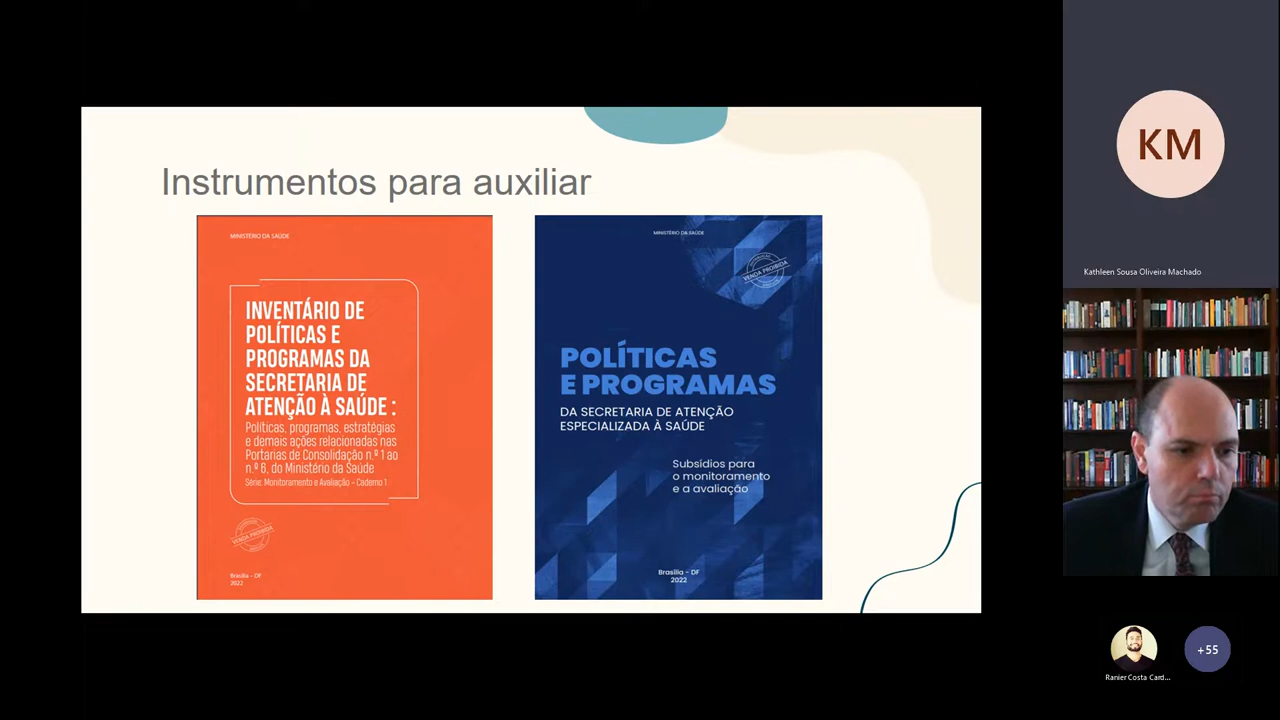 Instrumentos para auxiliar
MINISTÉRIO DA SAÚDE
INVENTÁRIO DE
POLÍTICAS E
PROGRAMAS DA
SECRETARIA DE
ATENÇÃO À SAÚDE :
Políticas, programas, estratégias
e demais ações relacionadas nas
Portarias de Consolidação n.º 1 ao
n.º 6, do Ministério da Saúde
Série: Monitoramento e Avaliação – Caderno 1
VENDA PROIBIDA
Brasília – DF
2022
MINISTÉRIO DA SAÚDE
VENDA PROIBIDA
POLÍTICAS
E PROGRAMAS
DA SECRETARIA DE ATENÇÃO
ESPECIALIZADA À SAÚDE
Subsídios para
o monitoramento
e a avaliação
Brasília - DF
2022
KM
Kathleen Sousa Oliveira Machado
Ranier Costa Card...
+55